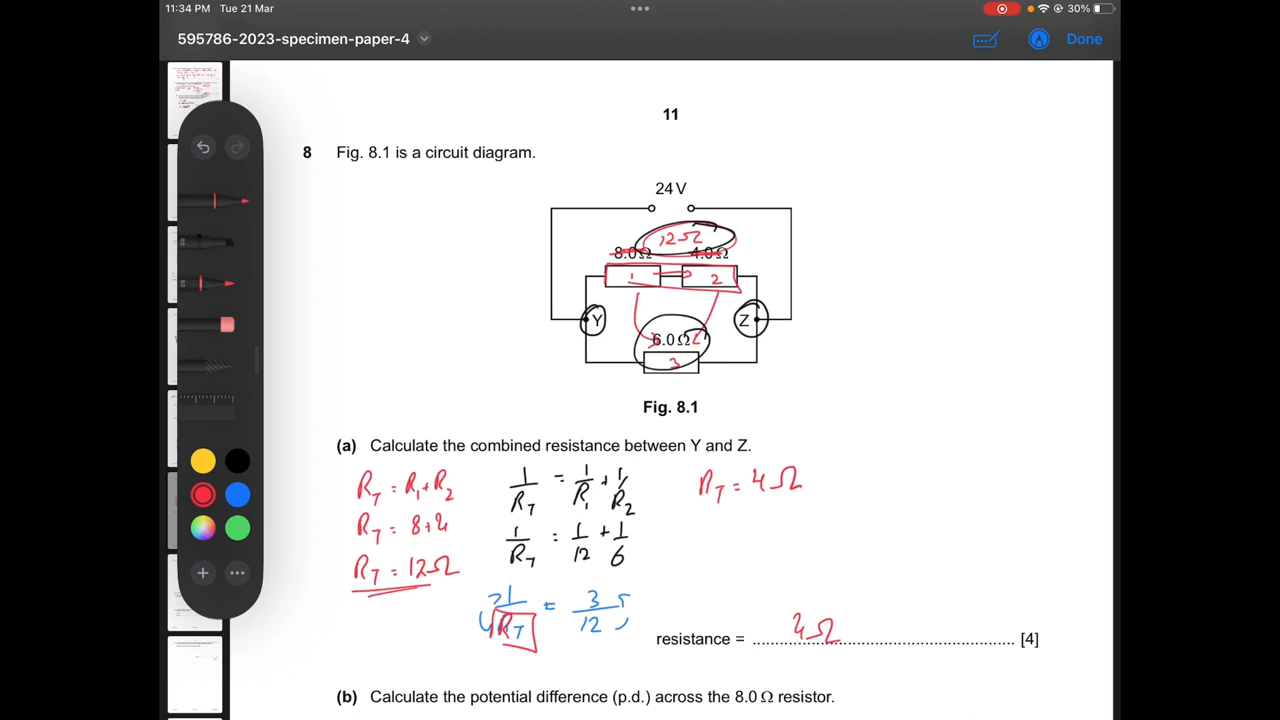 11:34 PM Tue 21 Mar
30%
595786-2023-specimen-paper-4
Done
11
8 Fig. 8.1 is a circuit diagram.
24 V
12Ω
8.0Ω 4.0Ω
1 2
Y Z
6.0Ω
3
Fig. 8.1
(a) Calculate the combined resistance between Y and Z.
R_T = R_1 + R_2
R_T = 8+4
R_T = 12Ω
1/R_T = 1/R_1 + 1/R_2
1/R_T = 1/12 + 1/6
1/R_T = 3/12
R_T = 4Ω
resistance = ........ 4Ω ........ [4]
(b) Calculate the potential difference (p.d.) across the 8.0 Ω resistor.